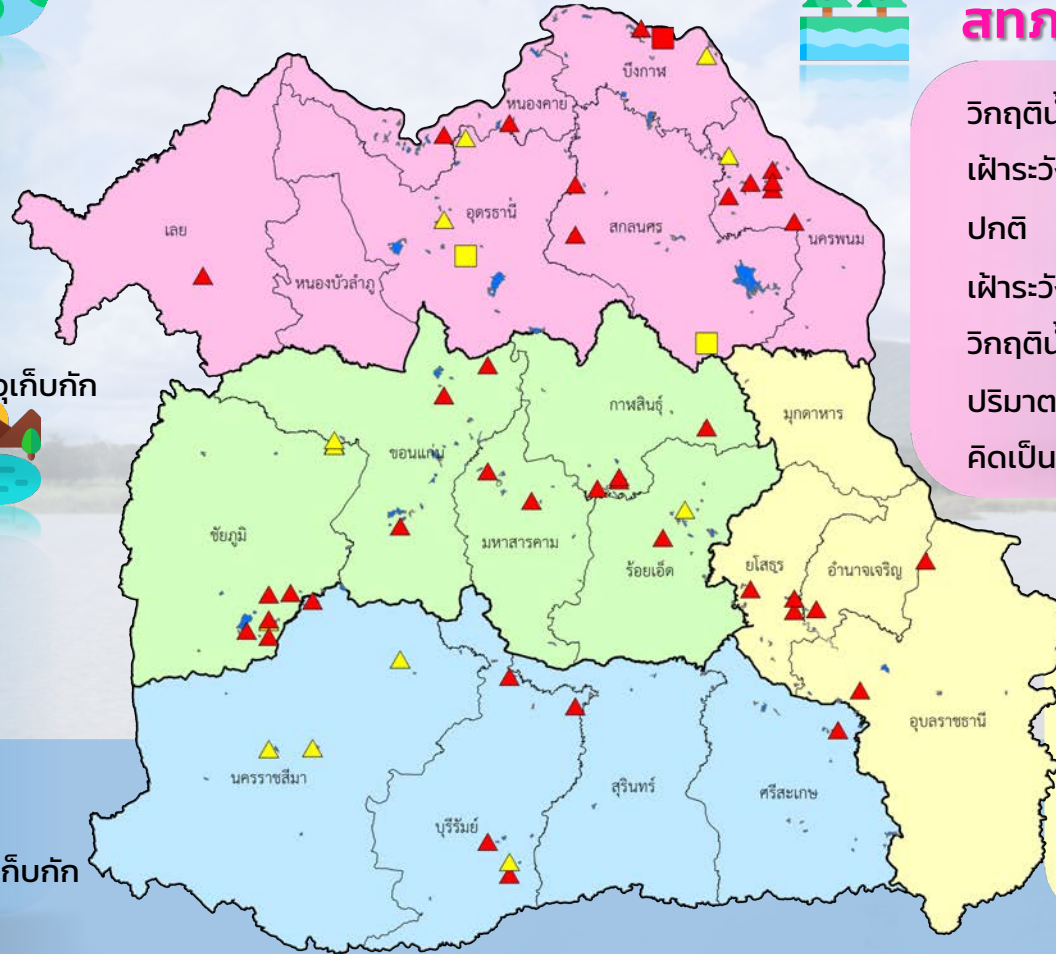 สทภ
วิกฤติน้
เฝ้าระวัง
ปกติ
เฝ้าระวัง
วิกฤติน้
ปริมาต
คิดเป็น
บึงกาฬ
หนองคาย
เลย
อุดรธานี
สกลนคร
นครพนม
หนองบัวลำภู
ุเก็บกัก
กาฬสินธุ์
มุกดาหาร
ขอนแก่น
ชัยภูมิ
มหาสารคาม
ร้อยเอ็ด
ยโสธร
อำนาจเจริญ
อุบลราชธานี
นครราชสีมา
สุรินทร์
ศรีสะเกษ
บุรีรัมย์
ก็บกัก